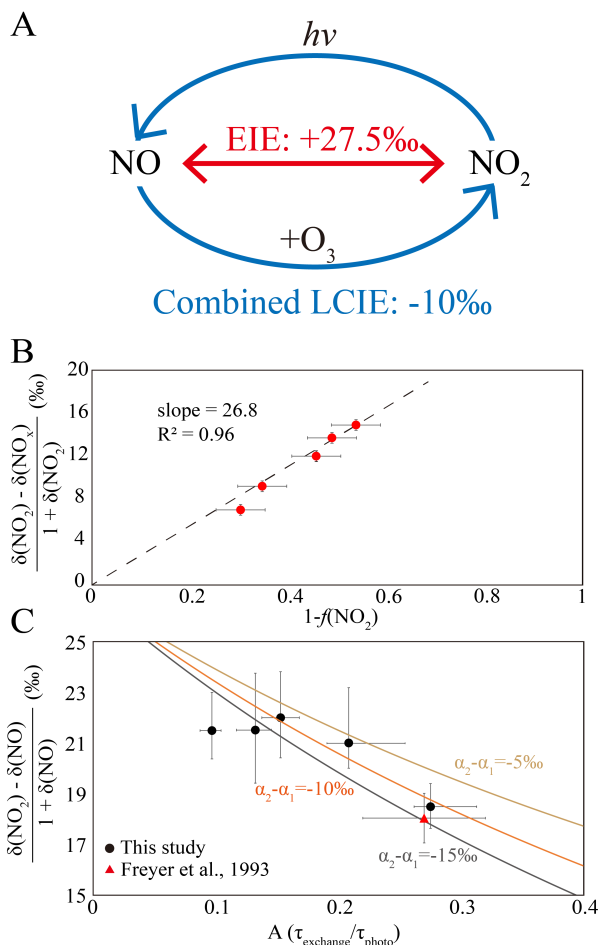 A
hν
NO
EIE: +27.5‰
NO₂
+O₃
Combined LCIE: -10‰
B
δ(NO₂) - δ(NOₓ)
1 + δ(NO₂)
(‰)
20
16
12
8
4
0
slope = 26.8
R² = 0.96
0
0.2
0.4
0.6
0.8
1
1-f(NO₂)
C
δ(NO₂) - δ(NO)
1 + δ(NO)
(‰)
25
23
21
19
17
15
α₂-α₁=-5‰
α₂-α₁=-10‰
α₂-α₁=-15‰
This study
Freyer et al., 1993
0
0.1
0.2
0.3
0.4
A (τexchange/τphoto)